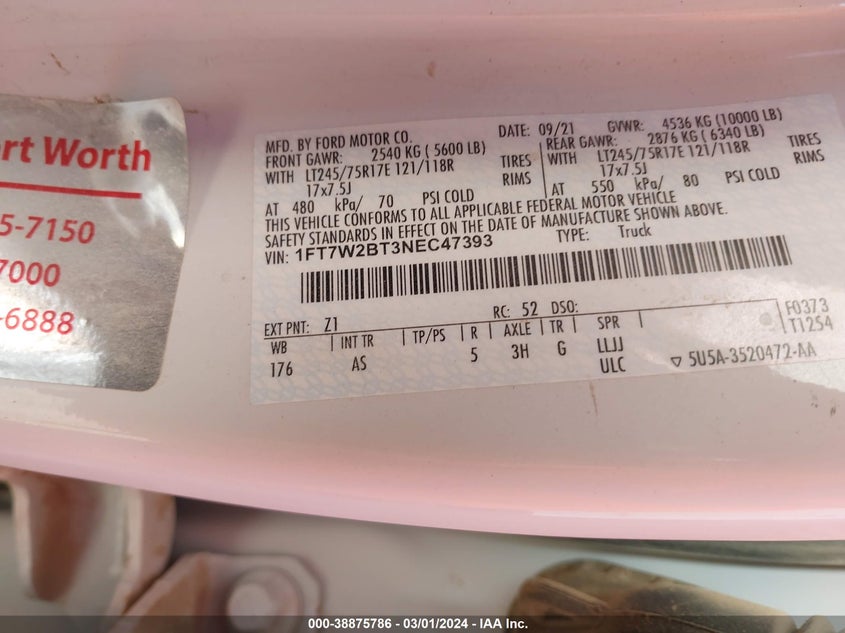 ort Worth
5-7150
7000
-6888
MFD. BY FORD MOTOR CO. DATE: 09/21 GVWR: 4536 KG (10000 LB)
FRONT GAWR: 2540 KG ( 5600 LB) REAR GAWR: 2876 KG ( 6340 LB)
WITH LT245/75R17E 121/118R TIRES WITH LT245/75R17E 121/118R TIRES
17x7.5J RIMS 17x7.5J RIMS
AT 480 kPa/ 70 PSI COLD AT 550 kPa/ 80 PSI COLD
THIS VEHICLE CONFORMS TO ALL APPLICABLE FEDERAL MOTOR VEHICLE
SAFETY STANDARDS IN EFFECT ON THE DATE OF MANUFACTURE SHOWN ABOVE.
VIN: 1FT7W2BT3NEC47393 TYPE: Truck
EXT PNT: Z1 RC: 52 DSO: F0373
WB INT TR TP/PS R AXLE TR SPR T1254
176 AS 5 3H G LLJJ
ULC ▽ 5U5A-3520472-AA
000-38875786 - 03/01/2024 - IAA Inc.